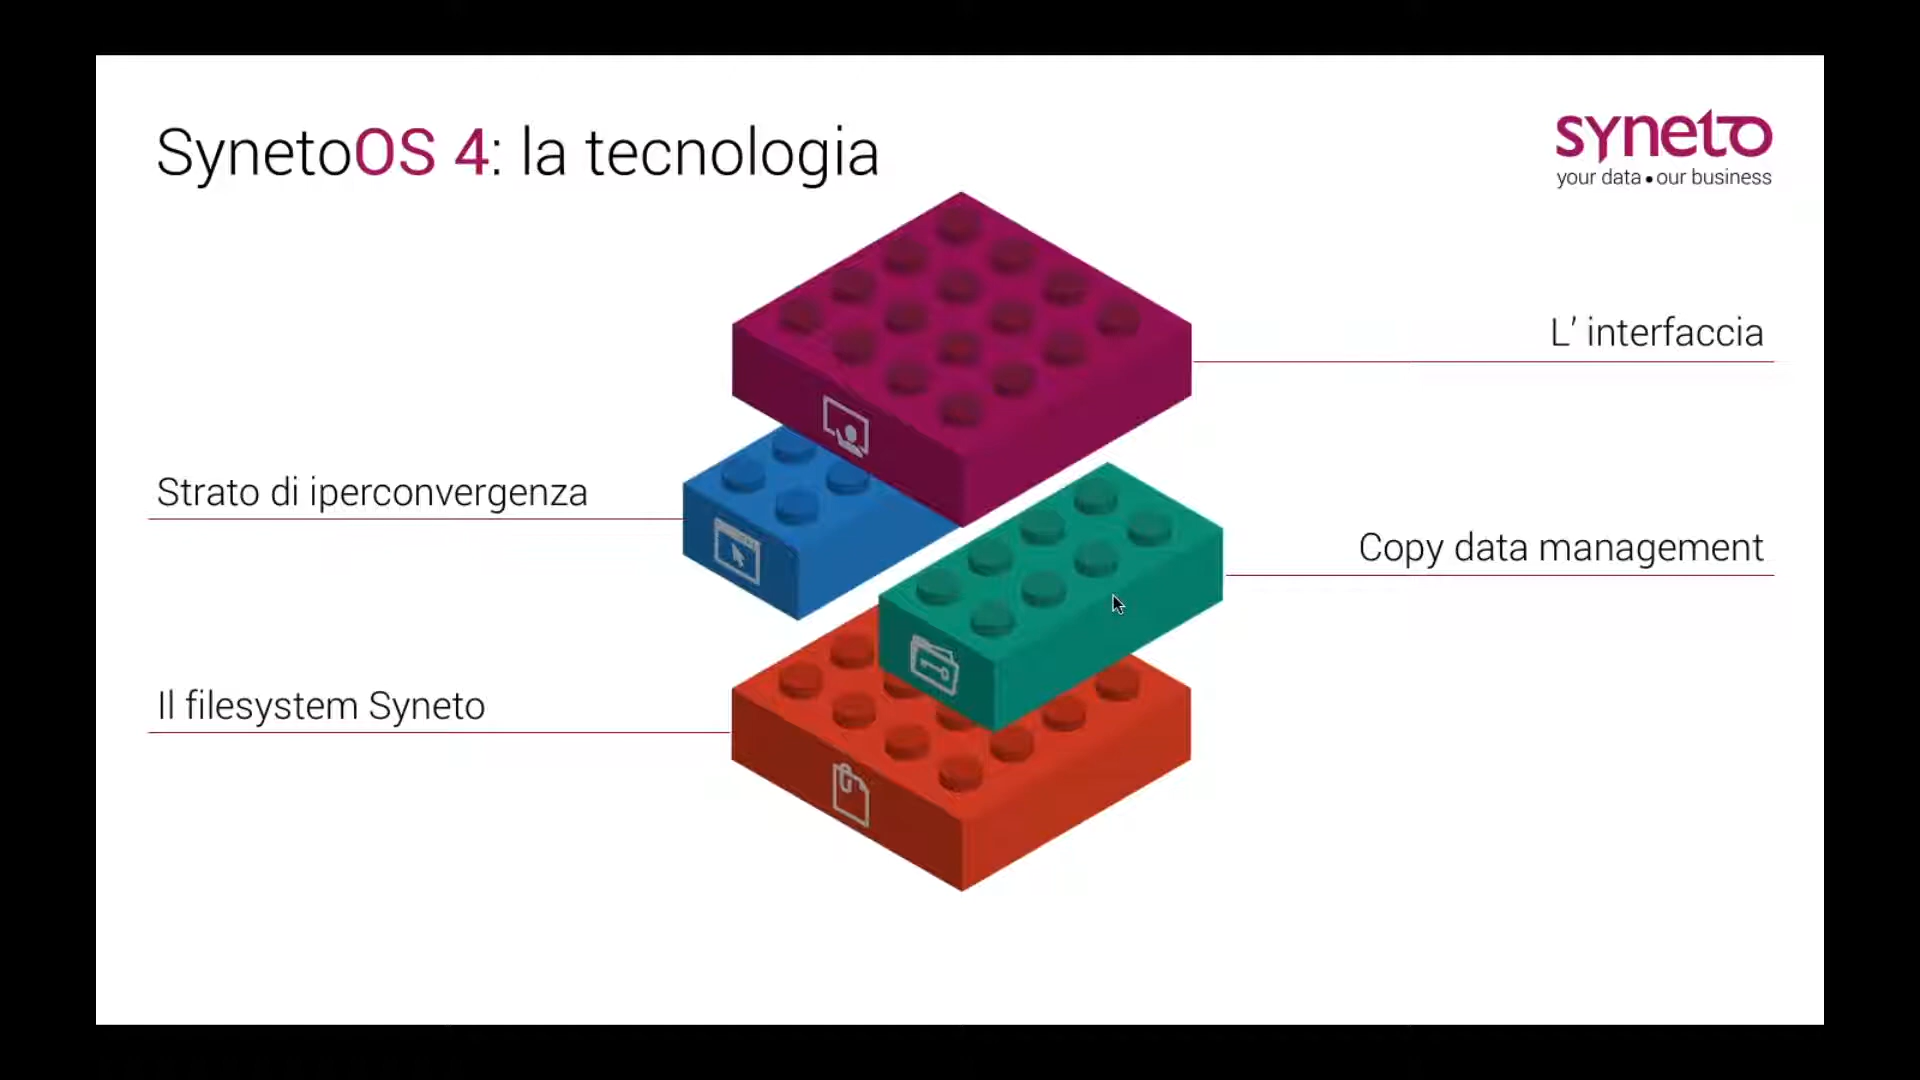 SynetoOS 4: la tecnologia
syneto
your data • our business
L’ interfaccia
Strato di iperconvergenza
Copy data management
Il filesystem Syneto